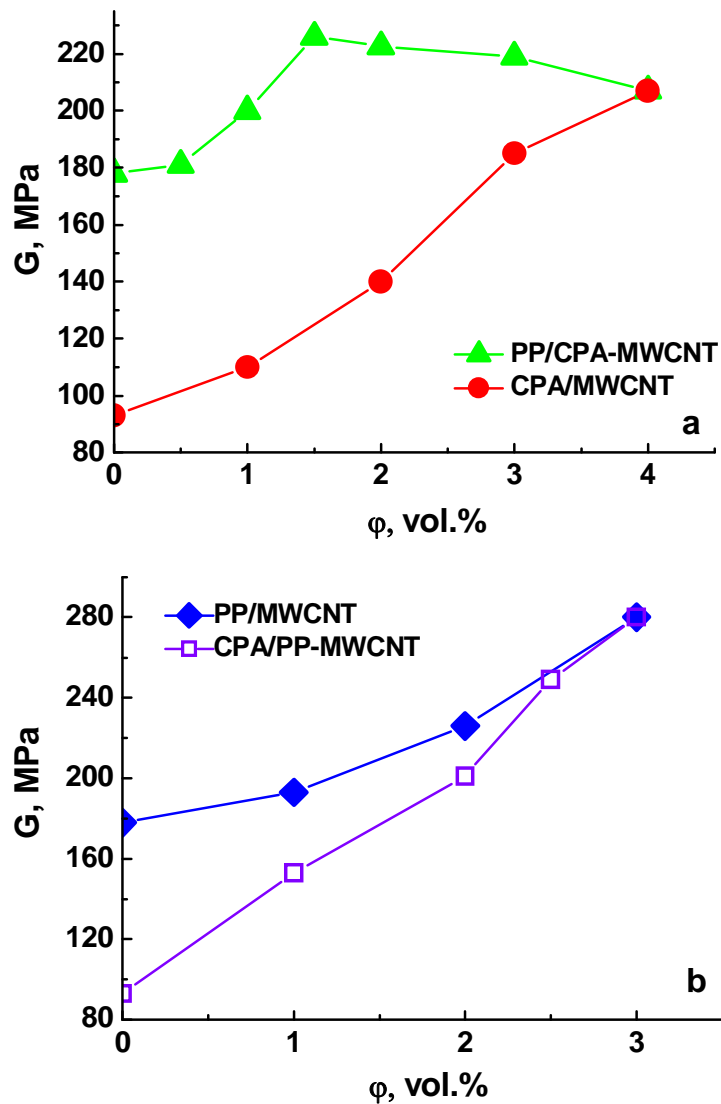 220
200
180
160
140
120
100
80
G, MPa
PP/CPA-MWCNT
CPA/MWCNT
a
0 1 2 3 4
φ, vol.%
280
240
200
160
120
80
G, MPa
PP/MWCNT
CPA/PP-MWCNT
b
0 1 2 3
φ, vol.%